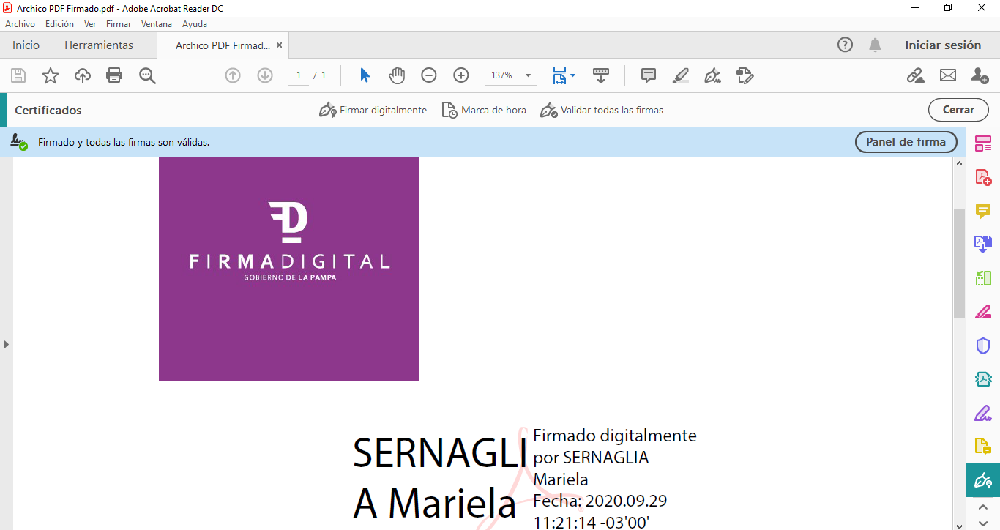 Archico PDF Firmado.pdf - Adobe Acrobat Reader DC
Archivo Edición Ver Firmar Ventana Ayuda
Inicio Herramientas Archico PDF Firmad... × Iniciar sesión
1 / 1 137%
Certificados Firmar digitalmente Marca de hora Validar todas las firmas Cerrar
Firmado y todas las firmas son válidas. Panel de firma
FIRMADIGITAL
GOBIERNO DE LA PAMPA
SERNAGLI
A Mariela
Firmado digitalmente
por SERNAGLIA
Mariela
Fecha: 2020.09.29
11:21:14 -03'00'